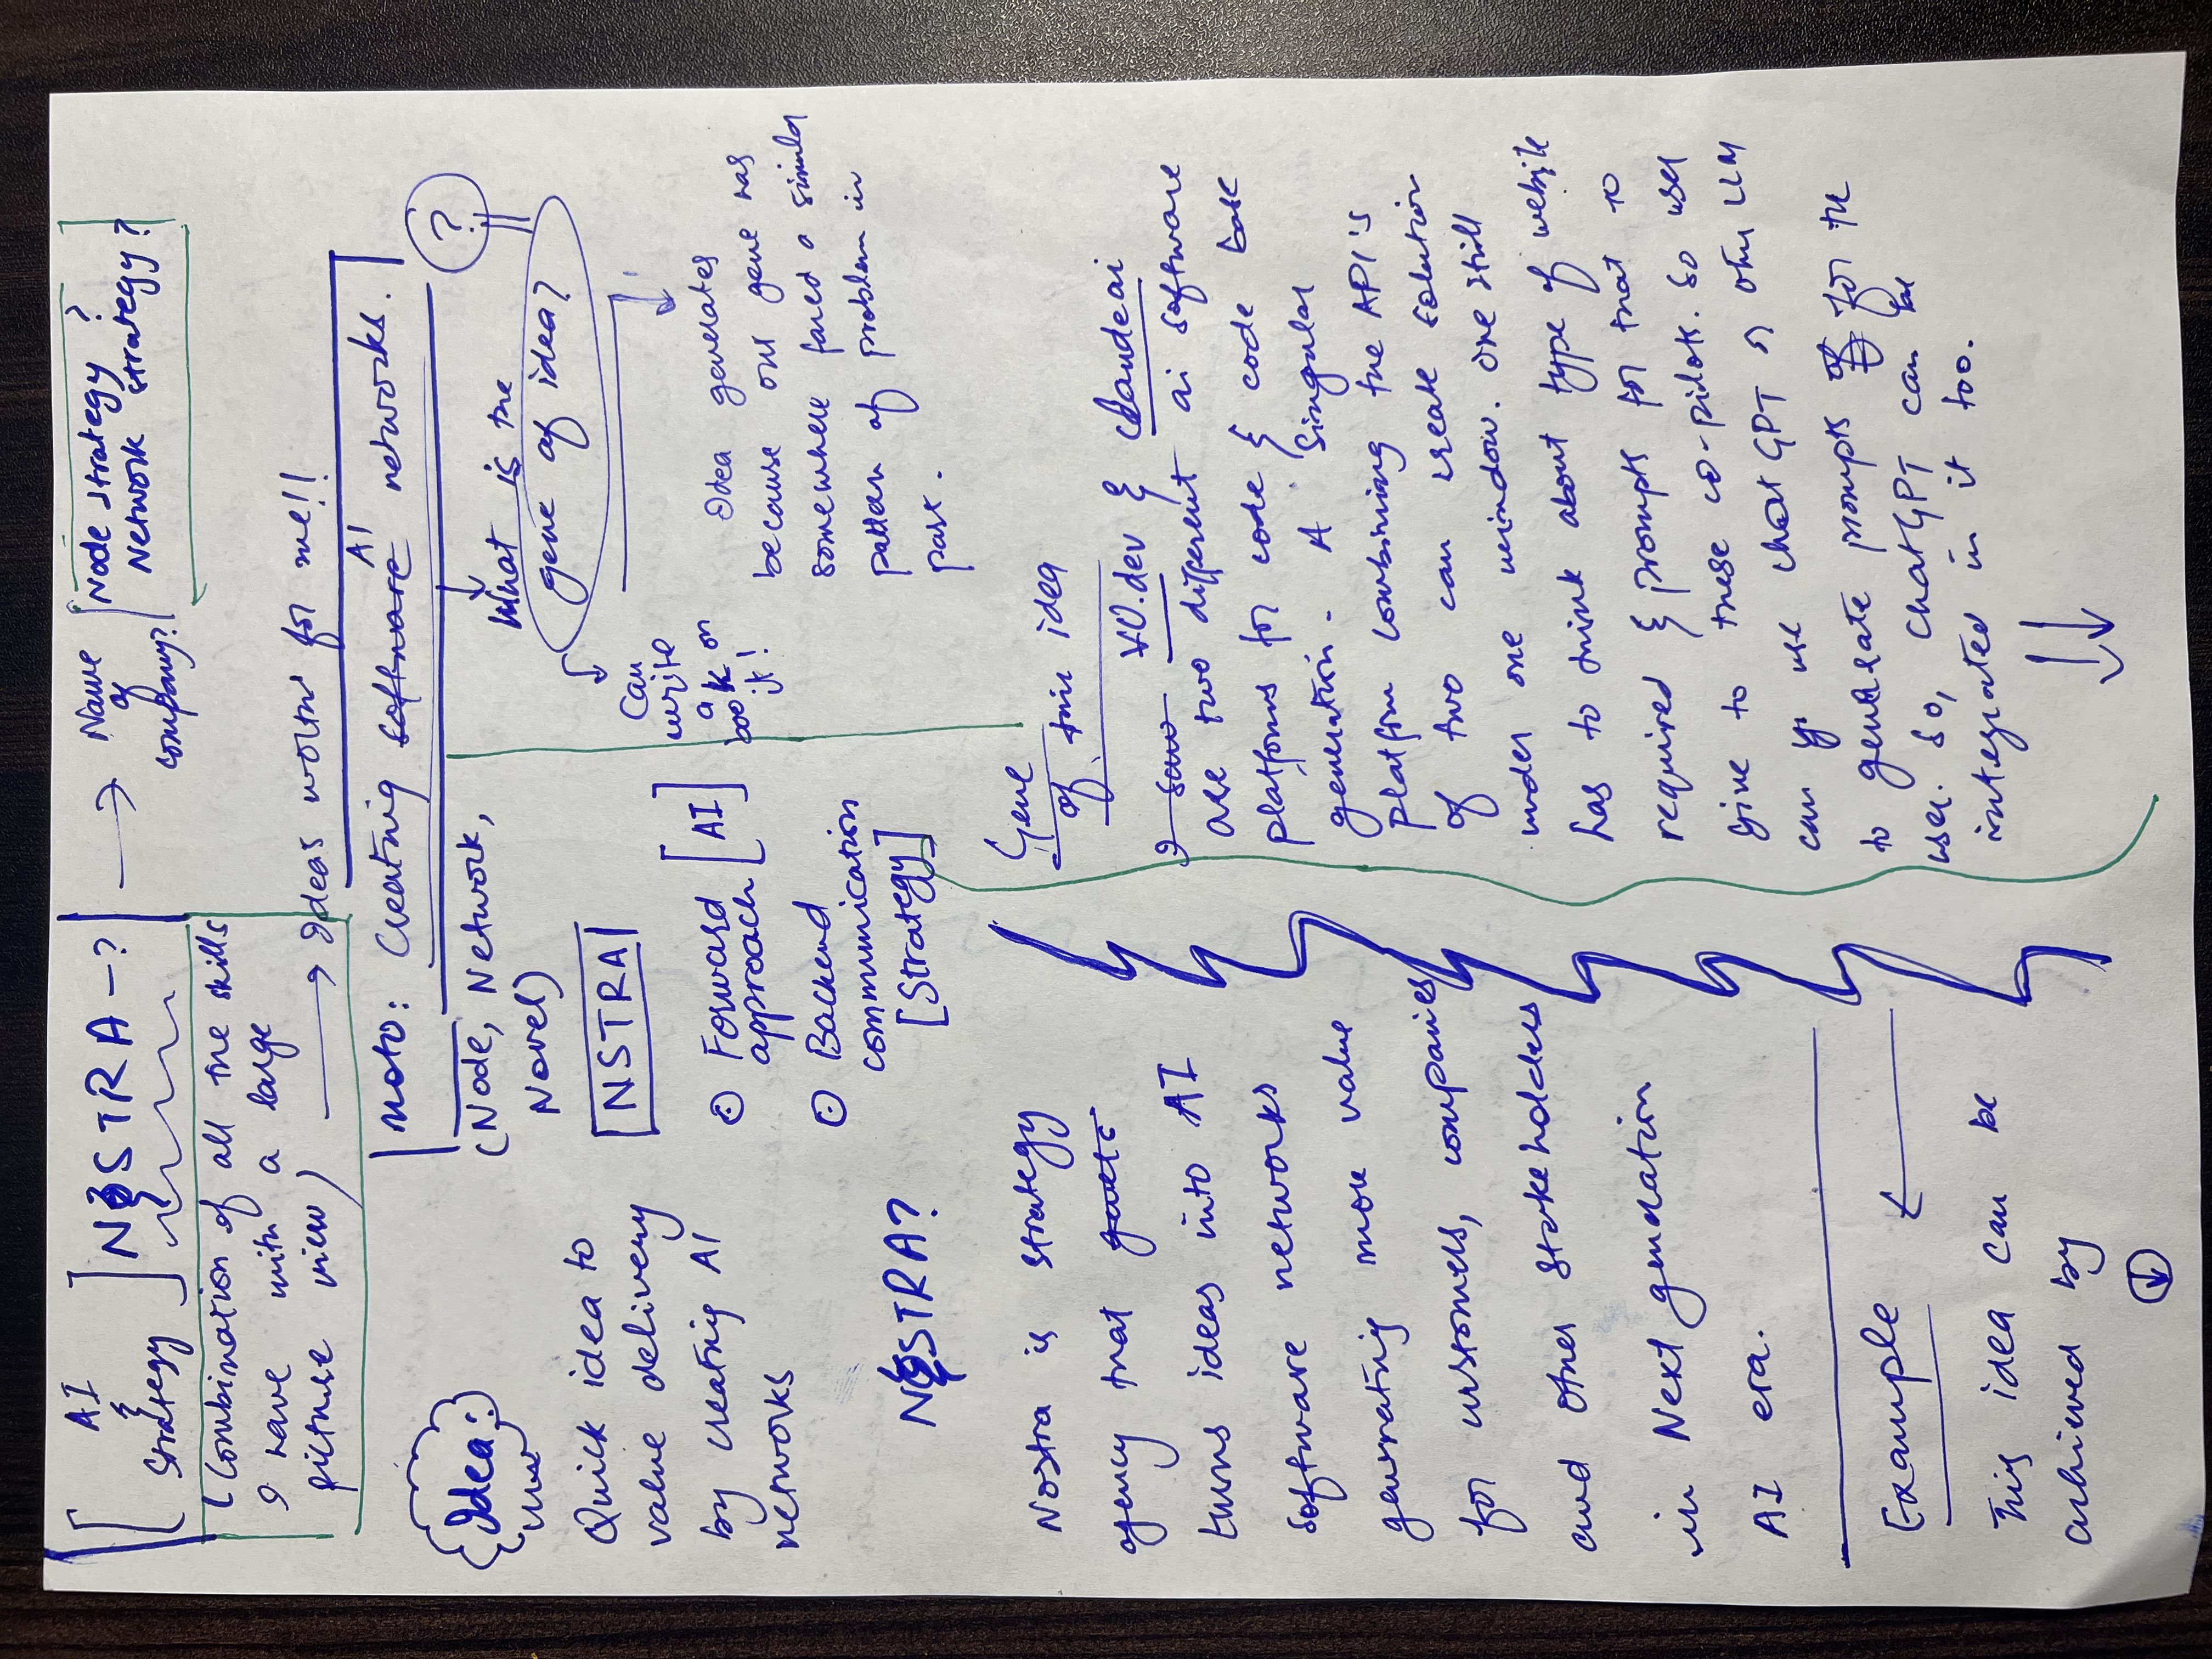 [AI & Strategy] NOSTRA-?
→ Name of company?
[Node strategy?
Network strategy?]
(Combination of all the skills
I have with a large
picture view)
→ Ideas worth for me!!
Moto: Creating software AI networks.
(Node, Network,
Novel)
[NSTRA]
⊙ Forward
approach [AI]
⊙ Backend
communication
[Strategy]
?
What is the
gene of idea?
Can
write
a
book on
it!
Idea generates
because our gene has
somewhere faced a similar
pattern of problem in
past.
Idea:
Quick idea to
value delivery
by creating AI
networks
NOSTRA?
Nostra is strategy
agency that
turns ideas into AI
software networks
generating more value
for customers, companies
and other stakeholders
in Next generation
AI era.
Example
This idea can be
achieved by
Gene
of this idea
I saw V0.dev & Claudeai
are two different ai software
platforms for code & code base
generation. A singular
platform combining the API's
of two can create solution
under one window. One still
has to think about type of website
required & prompts for that to
give to these co-pilots. So user
can use chat GPT or other LLM
to generate prompts for the
user. So, ChatGPT can be
integrated in it too.